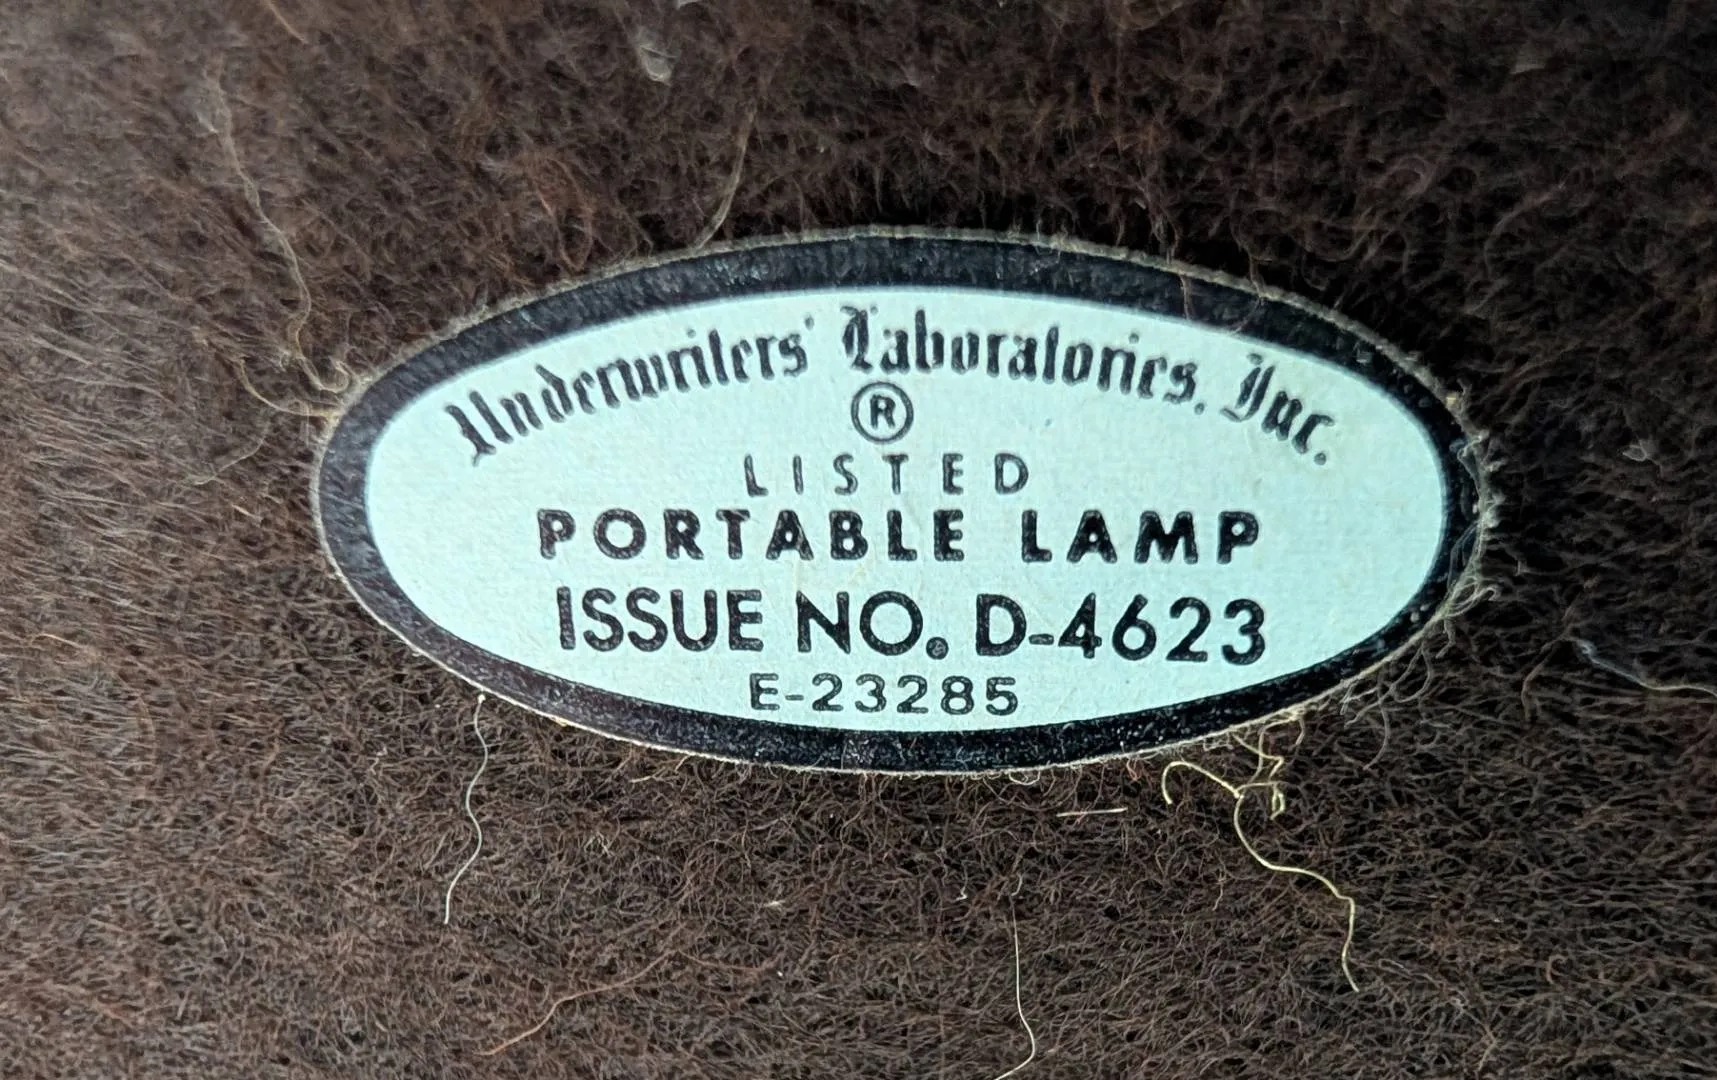 Underwriters' Laboratories, Inc.
®
LISTED
PORTABLE LAMP
ISSUE NO. D-4623
E-23285